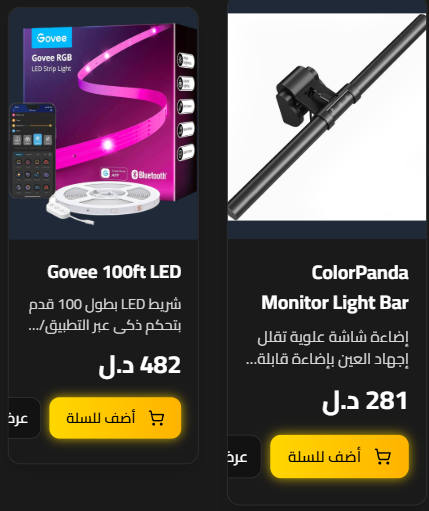 Govee
Govee RGB
LED Strip Light
Bluetooth®
Govee 100ft LED
شريط LED بطول 100 قدم
بتحكم ذكي عبر التطبيق/...
482 د.ل
أضف للسلة
عرض
ColorPanda
Monitor Light Bar
إضاءة شاشة علوية تقلل
إجهاد العين بإضاءة قابلة...
281 د.ل
أضف للسلة
عرض